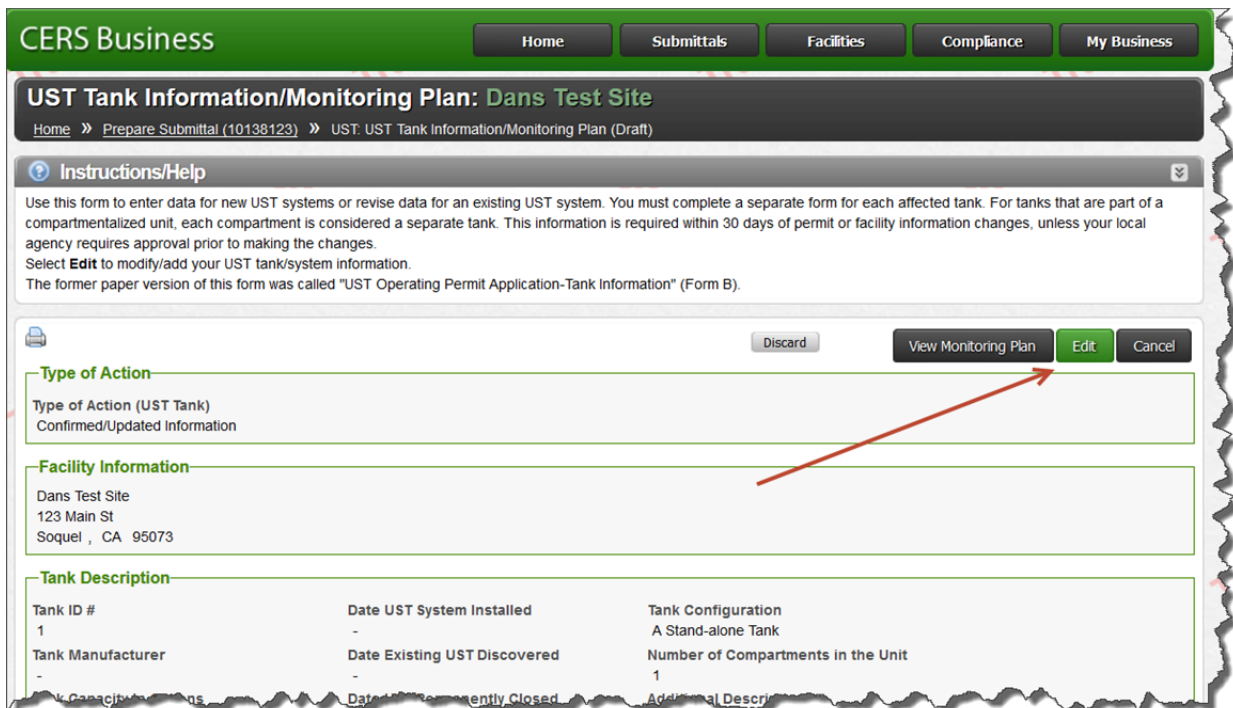 CERS Business
Home Submittals Facilities Compliance My Business
UST Tank Information/Monitoring Plan: Dans Test Site
Home » Prepare Submittal (10138123) » UST: UST Tank Information/Monitoring Plan (Draft)
Instructions/Help
Use this form to enter data for new UST systems or revise data for an existing UST system. You must complete a separate form for each affected tank. For tanks that are part of a
compartmentalized unit, each compartment is considered a separate tank. This information is required within 30 days of permit or facility information changes, unless your local
agency requires approval prior to making the changes.
Select Edit to modify/add your UST tank/system information.
The former paper version of this form was called "UST Operating Permit Application-Tank Information" (Form B).
Discard View Monitoring Plan Edit Cancel
Type of Action
Type of Action (UST Tank)
Confirmed/Updated Information
Facility Information
Dans Test Site
123 Main St
Soquel , CA 95073
Tank Description
Tank ID # Date UST System Installed Tank Configuration
1 - A Stand-alone Tank
Tank Manufacturer Date Existing UST Discovered Number of Compartments in the Unit
- - 1
Closed